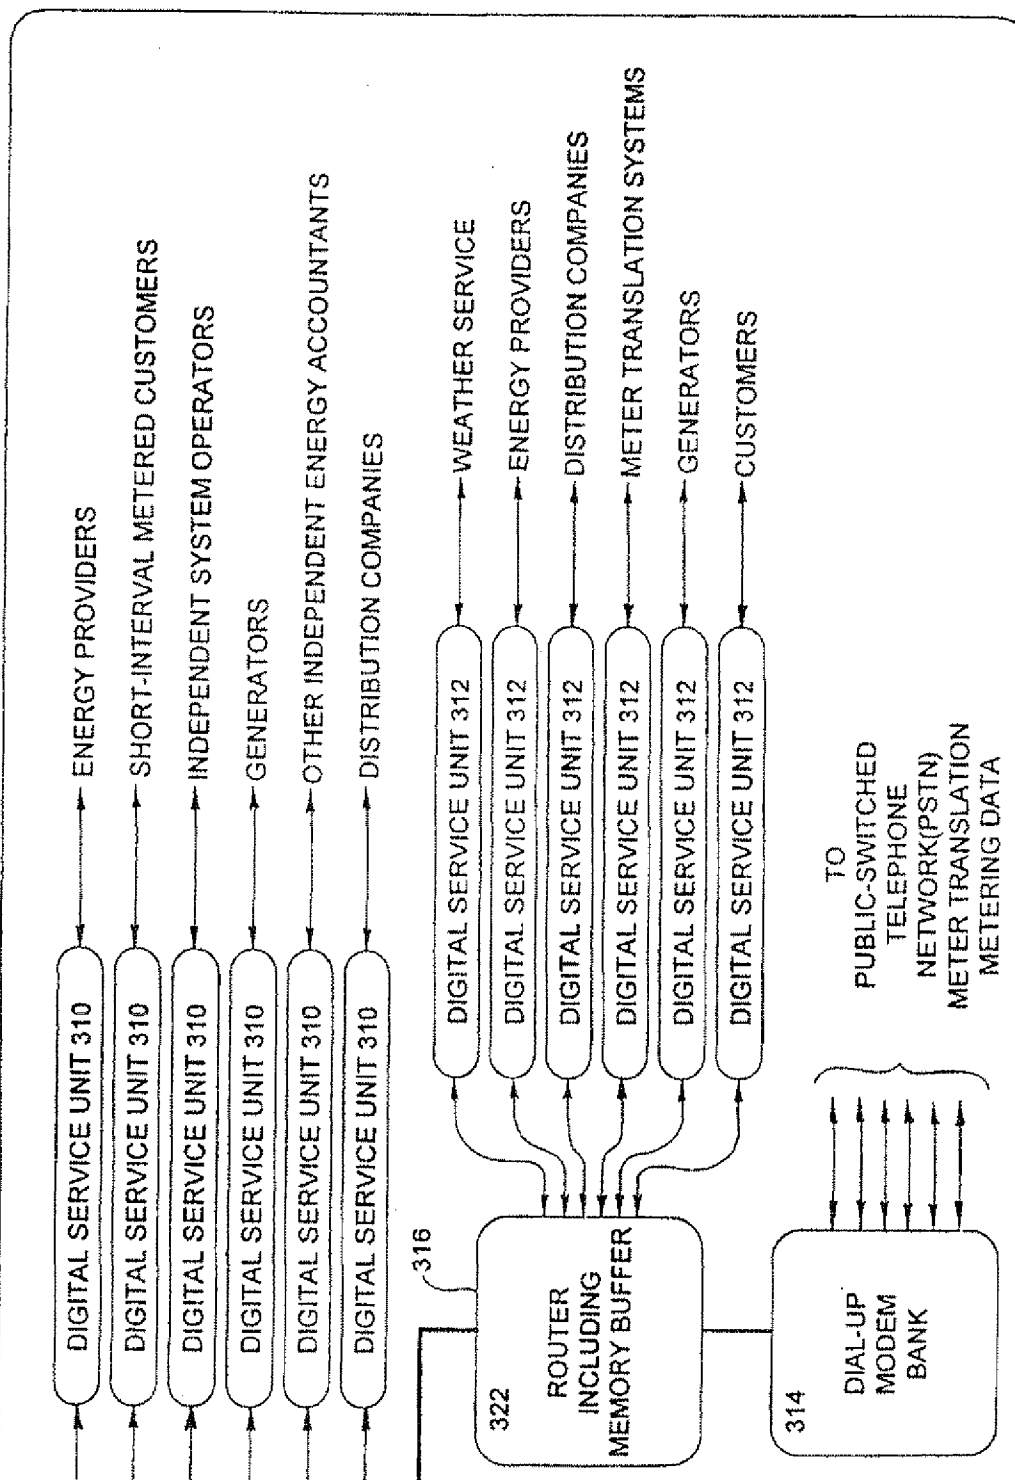 DIGITAL SERVICE UNIT 310
ENERGY PROVIDERS
DIGITAL SERVICE UNIT 310
SHORT-INTERVAL METERED CUSTOMERS
DIGITAL SERVICE UNIT 310
INDEPENDENT SYSTEM OPERATORS
DIGITAL SERVICE UNIT 310
GENERATORS
DIGITAL SERVICE UNIT 310
OTHER INDEPENDENT ENERGY ACCOUNTANTS
DIGITAL SERVICE UNIT 310
DISTRIBUTION COMPANIES
316
322
ROUTER
INCLUDING
MEMORY BUFFER
DIGITAL SERVICE UNIT 312
WEATHER SERVICE
DIGITAL SERVICE UNIT 312
ENERGY PROVIDERS
DIGITAL SERVICE UNIT 312
DISTRIBUTION COMPANIES
DIGITAL SERVICE UNIT 312
METER TRANSLATION SYSTEMS
DIGITAL SERVICE UNIT 312
GENERATORS
DIGITAL SERVICE UNIT 312
CUSTOMERS
314
DIAL-UP
MODEM
BANK
TO
PUBLIC-SWITCHED
TELEPHONE
NETWORK(PSTN)
METER TRANSLATION
METERING DATA